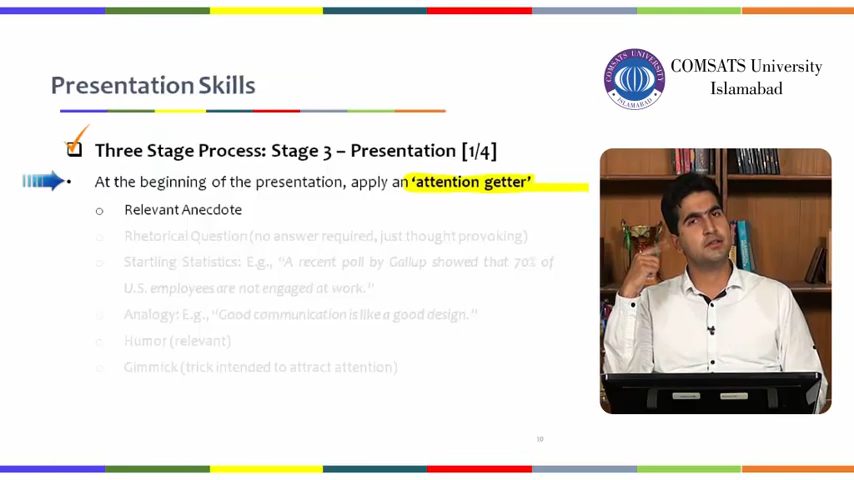 COMSATS University
Islamabad
COMSATS UNIVERSITY
ISLAMABAD
Presentation Skills
Three Stage Process: Stage 3 – Presentation [1/4]
• At the beginning of the presentation, apply an ‘attention getter’
o Relevant Anecdote
o Rhetorical Question (no answer required, just thought provoking)
o Startling Statistics: E.g., “A recent poll by Gallup showed that 70% of
U.S. employees are not engaged at work.”
o Analogy: E.g., “Good communication is like a good design.”
o Humor (relevant)
o Gimmick (trick intended to attract attention)
10